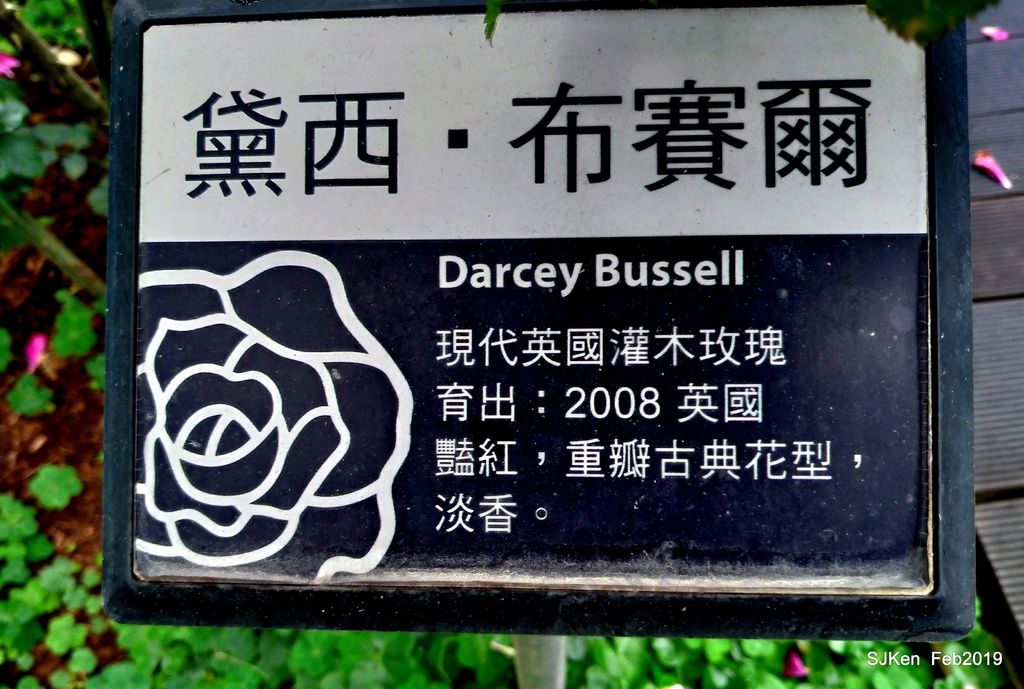 黛西·布賽爾
Darcey Bussell
現代英國灌木玫瑰
育出：2008 英國
豔紅，重瓣古典花型，
淡香。
SJKen Feb2019